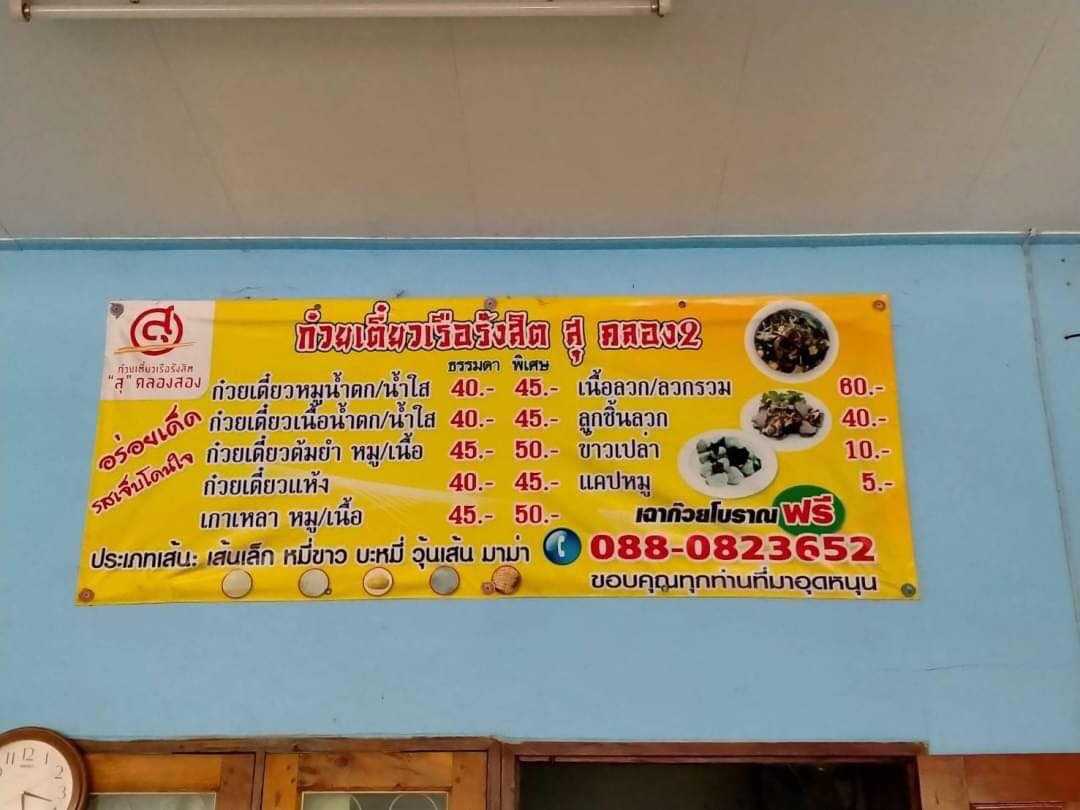 สุ
ก๋วยเตี๋ยวเรือรังสิต
"สุ" คลองสอง
อร่อยเด็ด
รสเจ็บโดนใจ
ก๋วยเตี๋ยวเรือรังสิต สุ คลอง2
ธรรมดา พิเศษ
ก๋วยเตี๋ยวหมูน้ำตก/น้ำใส 40.- 45.-
ก๋วยเตี๋ยวเนื้อน้ำตก/น้ำใส 40.- 45.-
ก๋วยเตี๋ยวต้มยำ หมู/เนื้อ 45.- 50.-
ก๋วยเตี๋ยวแห้ง 40.- 45.-
เกาเหลา หมู/เนื้อ 45.- 50.-
เนื้อลวก/ลวกรวม 60.-
ลูกชิ้นลวก 40.-
ข้าวเปล่า 10.-
แคปหมู 5.-
เฉาก๊วยโบราณ ฟรี
ประเภทเส้น: เส้นเล็ก หมี่ขาว บะหมี่ วุ้นเส้น มาม่า
088-0823652
ขอบคุณทุกท่านที่มาอุดหนุน
11 12 1
2
3
4